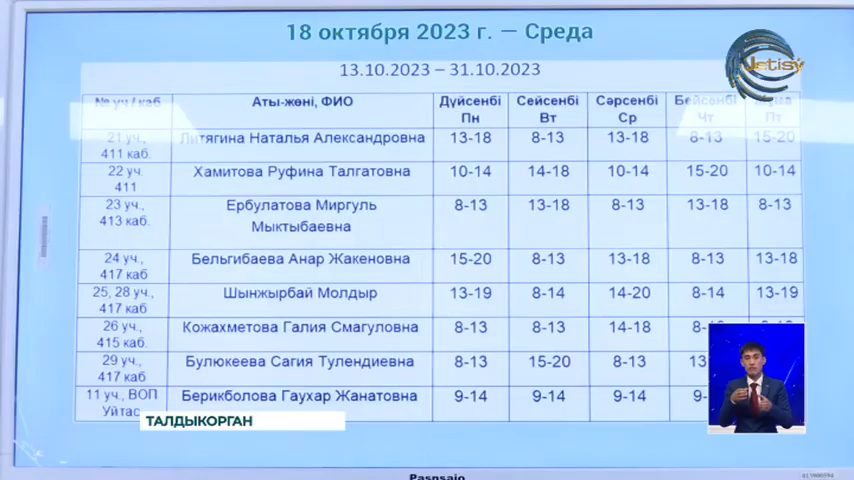 18 октября 2023 г. — Среда
Jetisý
13.10.2023 – 31.10.2023
№ уч / каб Аты-жөні, ФИО Дүйсенбі Пн Сейсенбі Вт Сәрсенбі Ср Бейсенбі Чт Жұма Пт
21 уч., 411 каб. Литягина Наталья Александровна 13-18 8-13 13-18 8-13 15-20
22 уч. 411 Хамитова Руфина Талгатовна 10-14 14-18 10-14 15-20 10-14
23 уч., 413 каб. Ербулатова Миргуль Мыктыбаевна 8-13 13-18 8-13 13-18 8-13
24 уч., 417 каб Бельгибаева Анар Жакеновна 15-20 8-13 13-18 8-13 13-18
25, 28 уч., 417 каб Шынжырбай Молдыр 13-19 8-14 14-20 8-14 13-19
26 уч., 415 каб. Кожахметова Галия Смагуловна 8-13 8-13 14-18
29 уч., 417 каб Булюкеева Сагия Тулендиевна 8-13 15-20 8-13
11 уч., ВОП Берикболова Гаухар Жанатовна 9-14 9-14 9-14
ТАЛДЫКОРГАН